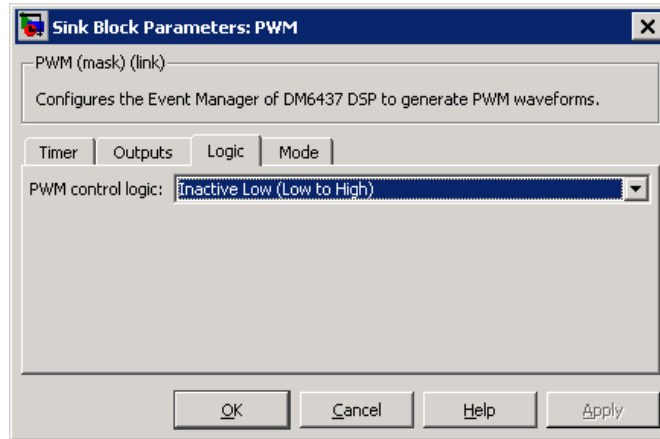 Sink Block Parameters: PWM
PWM (mask) (link)
Configures the Event Manager of DM6437 DSP to generate PWM waveforms.
Timer Outputs Logic Mode
PWM control logic: Inactive Low (Low to High)
OK Cancel Help Apply